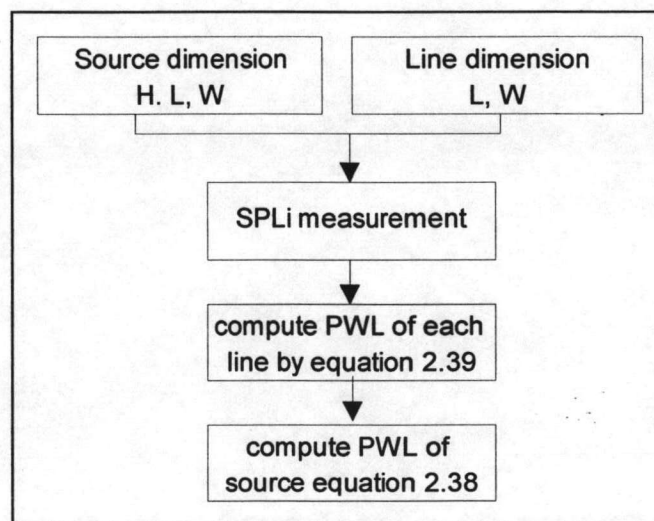 Source dimension
H. L, W
Line dimension
L, W
SPLi measurement
compute PWL of each
line by equation 2.39
compute PWL of
source equation 2.38